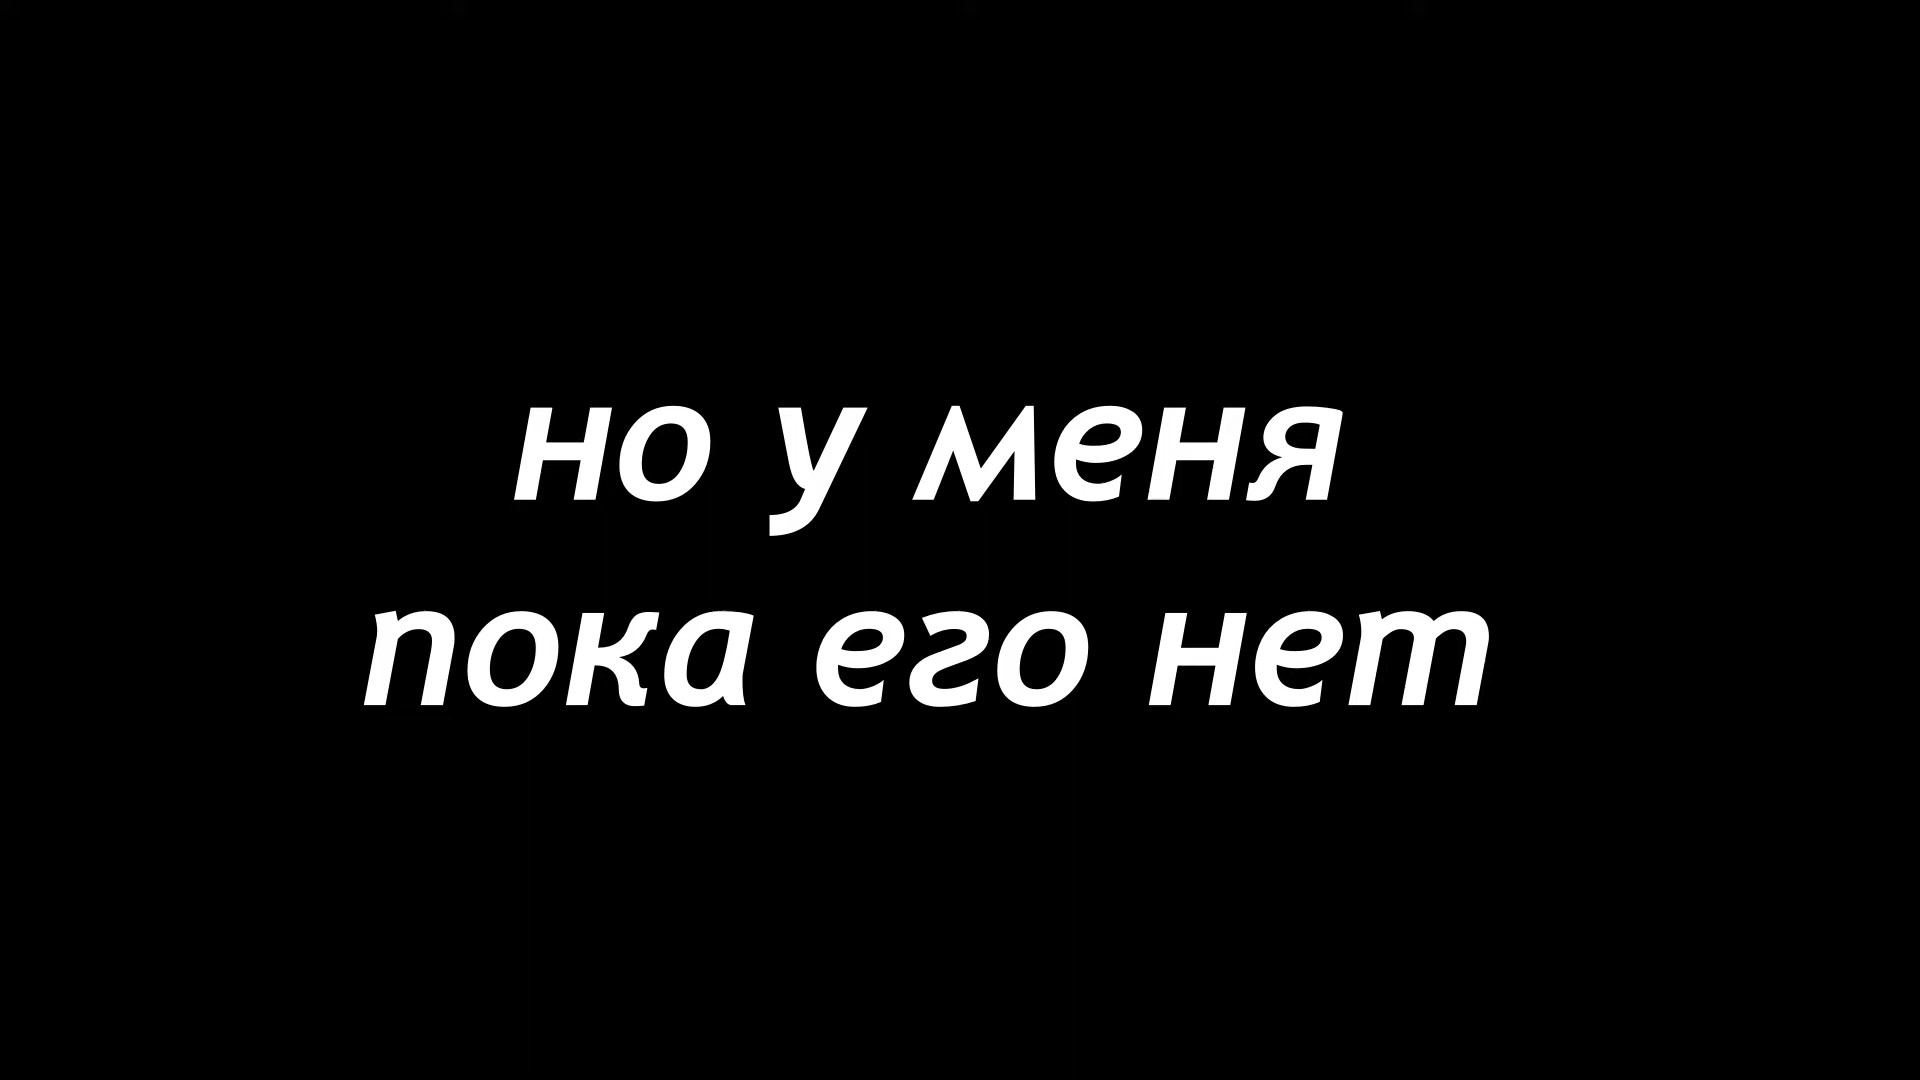 но у меня
пока его нет